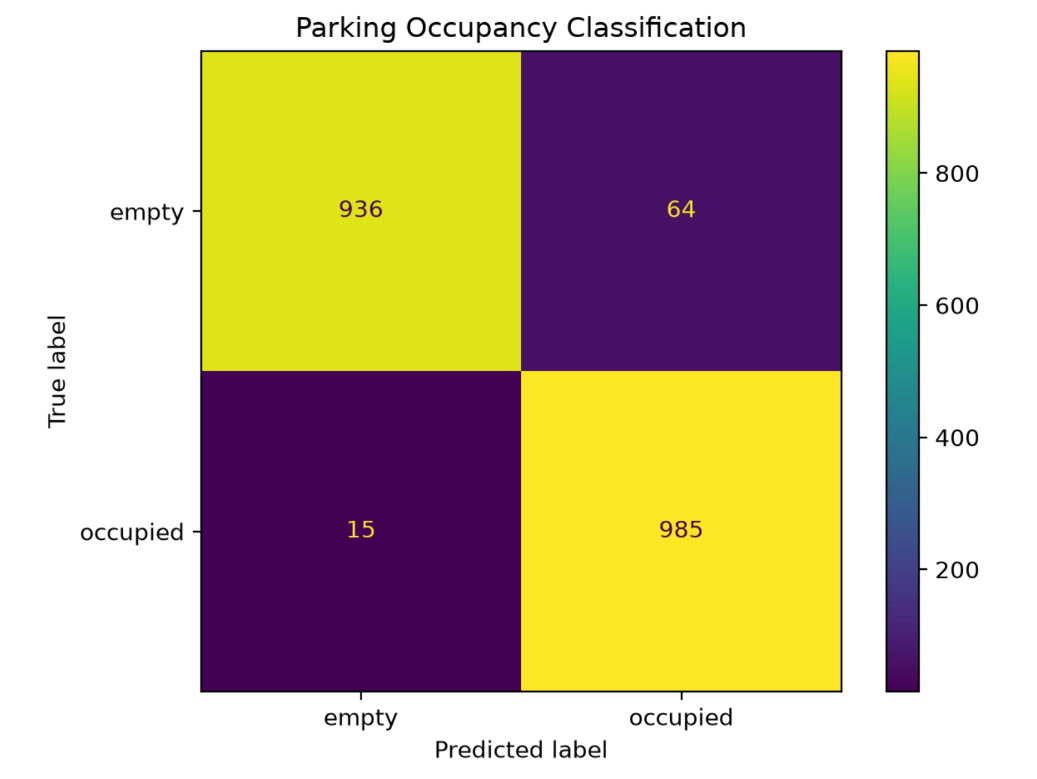 Parking Occupancy Classification
empty
936
64
800
600
True label
400
occupied
15
985
200
empty
occupied
Predicted label